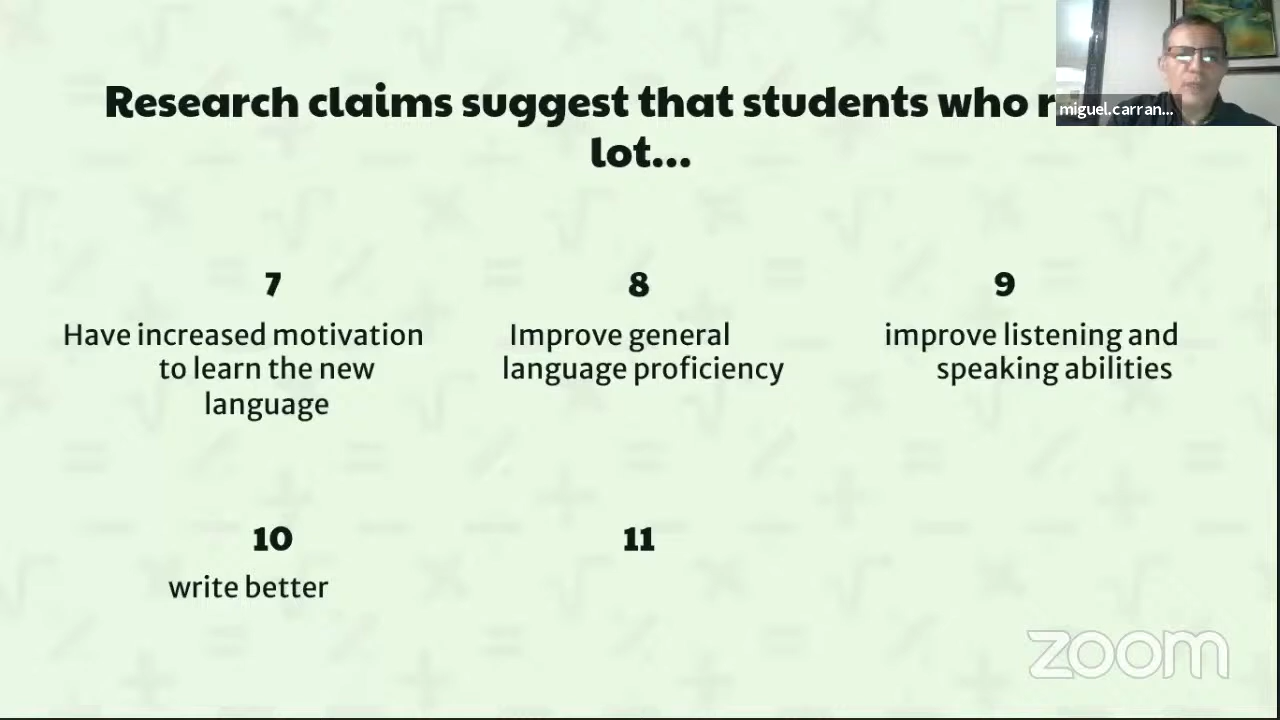 Research claims suggest that students who
lot...
miguel.carran...
7
Have increased motivation
to learn the new
language
8
Improve general
language proficiency
9
improve listening and
speaking abilities
10
write better
11
zoom